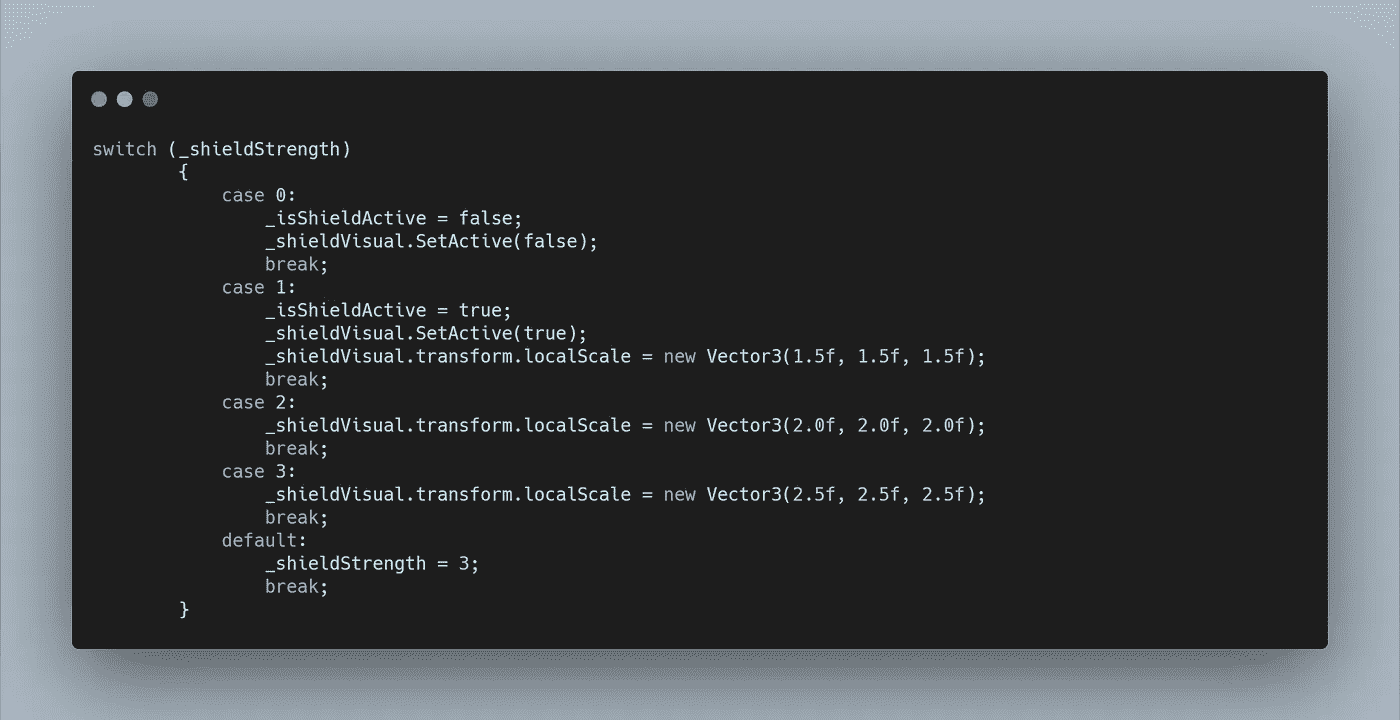 switch (_shieldStrength)
        {
            case 0:
                _isShieldActive = false;
                _shieldVisual.SetActive(false);
                break;
            case 1:
                _isShieldActive = true;
                _shieldVisual.SetActive(true);
                _shieldVisual.transform.localScale = new Vector3(1.5f, 1.5f, 1.5f);
                break;
            case 2:
                _shieldVisual.transform.localScale = new Vector3(2.0f, 2.0f, 2.0f);
                break;
            case 3:
                _shieldVisual.transform.localScale = new Vector3(2.5f, 2.5f, 2.5f);
                break;
            default:
                _shieldStrength = 3;
                break;
        }